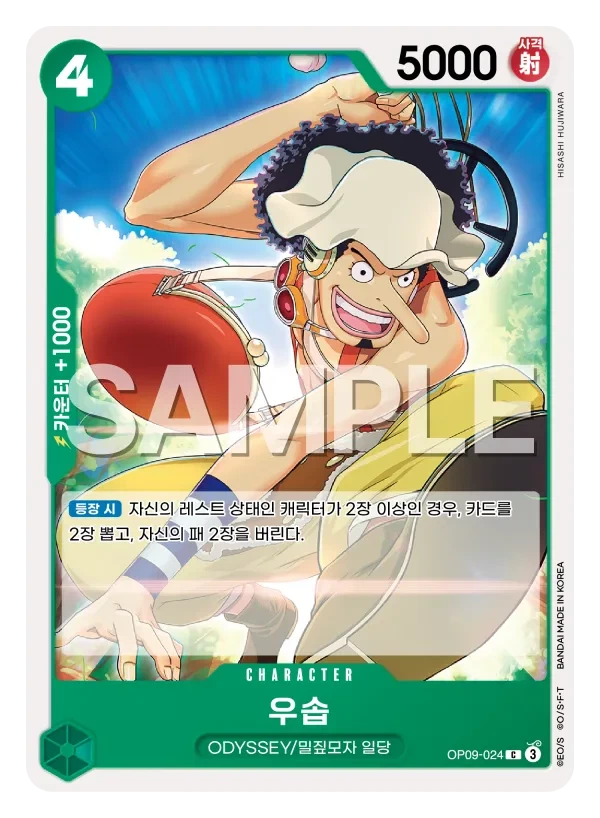 4
5000
사격
射
HISASHI HUJIWARA
카운터 +1000
SAMPLE
등장 시 자신의 레스트 상태인 캐릭터가 2장 이상인 경우, 카드를
2장 뽑고, 자신의 패 2장을 버린다.
CHARACTER
우솝
ODYSSEY/밀짚모자 일당
OP09-024 C 3
©EO/S ©O/S·F·T BANDAI MADE IN KOREA